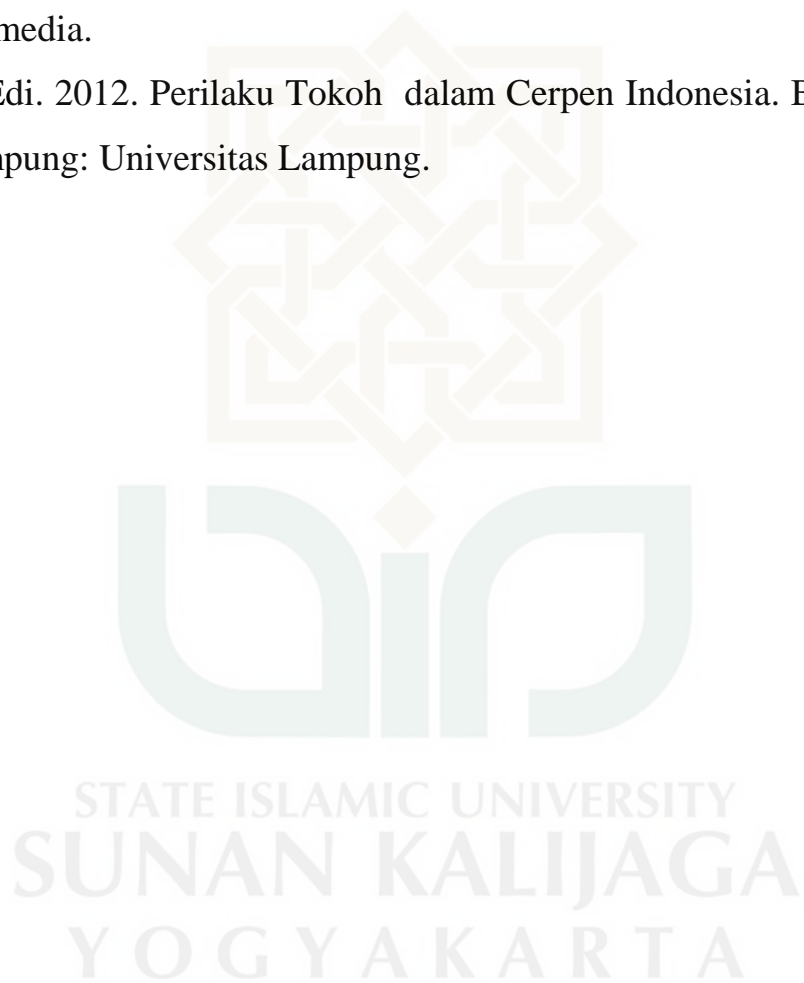 media.
Edi. 2012. Perilaku Tokoh dalam Cerpen Indonesia. B
pung: Universitas Lampung.
STATE ISLAMIC UNIVERSITY
SUNAN KALIJAGA
YOGYAKARTA